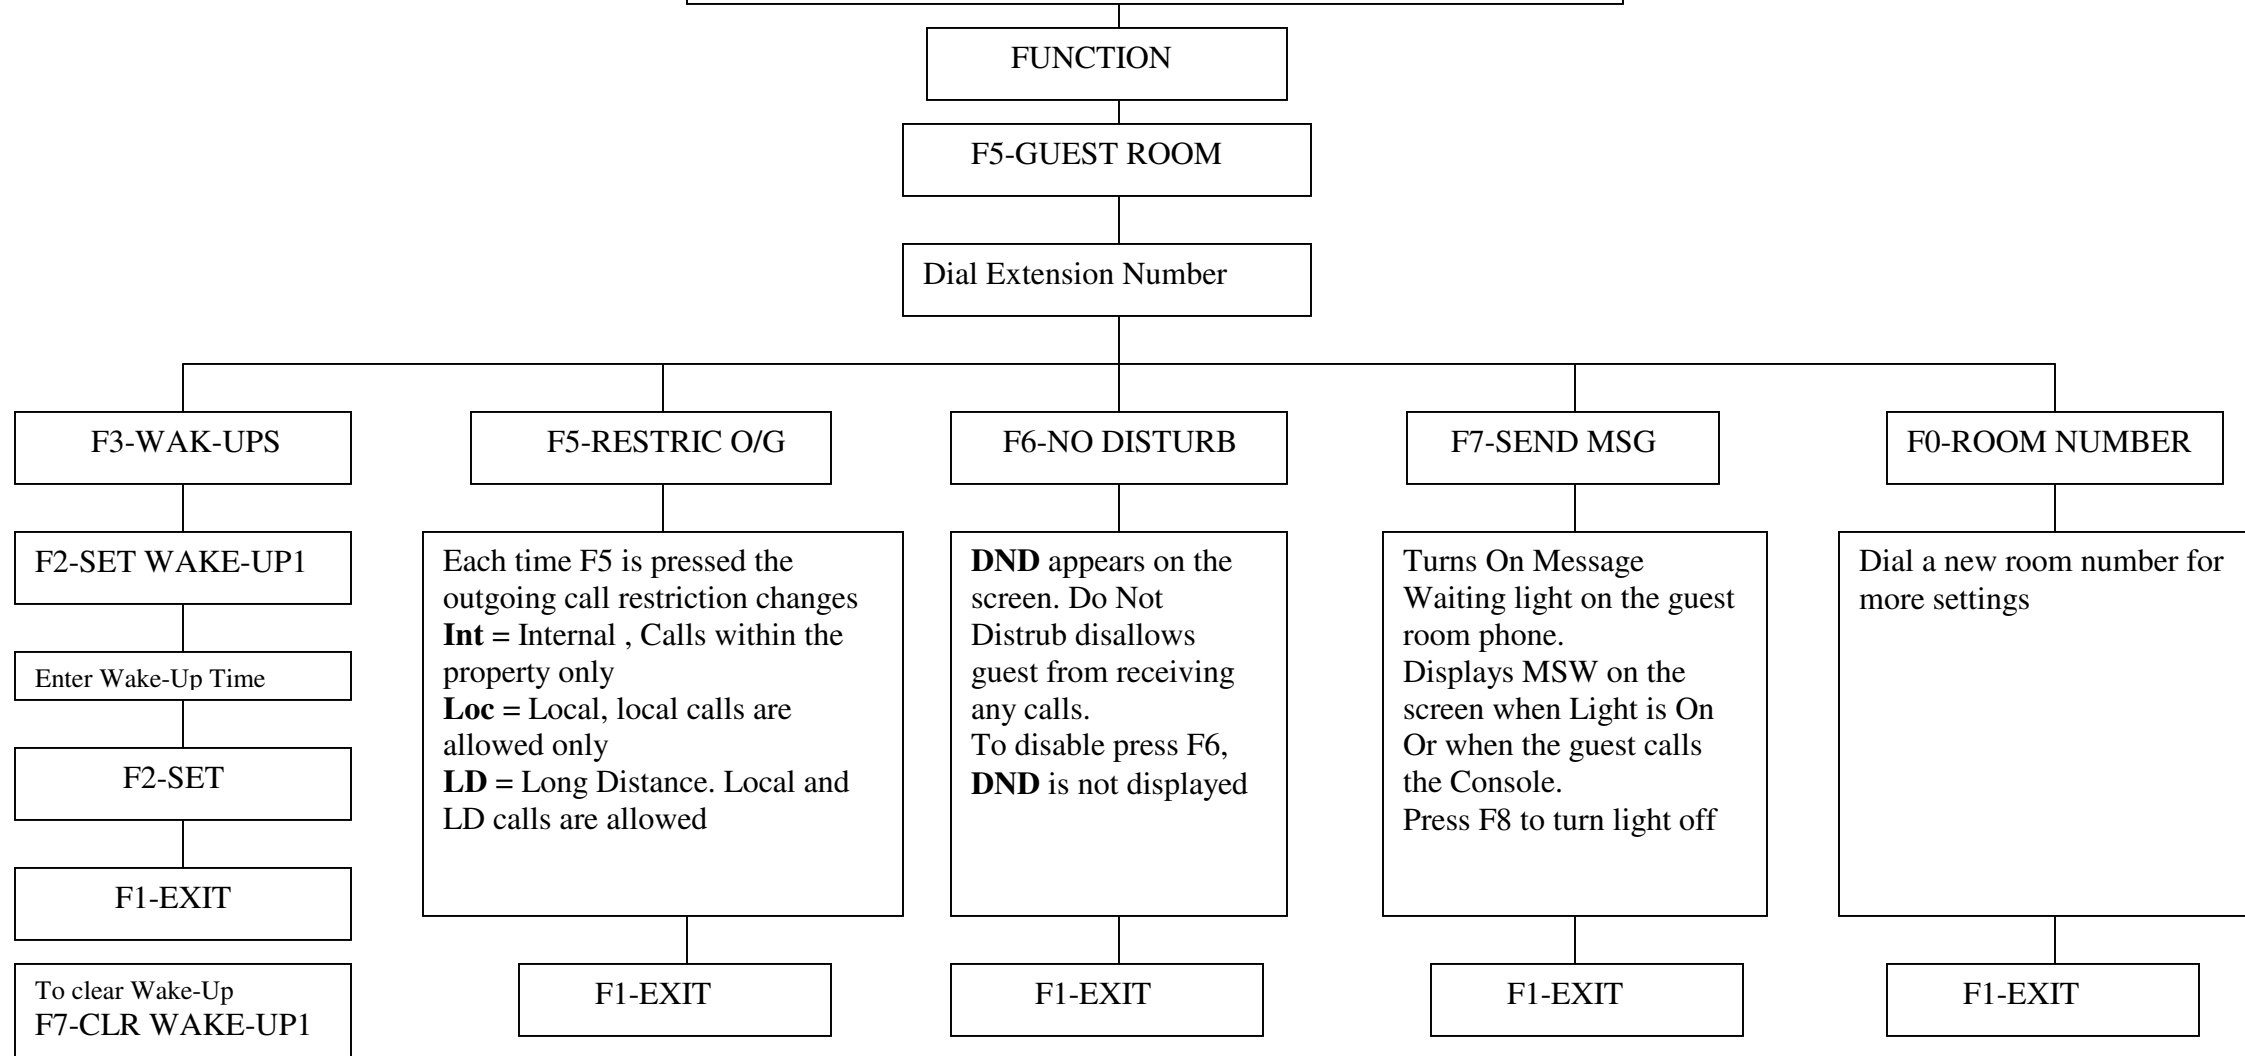 FUNCTION
F5-GUEST ROOM
Dial Extension Number
F3-WAK-UPS
F2-SET WAKE-UP1
Enter Wake-Up Time
F2-SET
F1-EXIT
To clear Wake-Up
F7-CLR WAKE-UP1
F5-RESTRIC O/G
Each time F5 is pressed the
outgoing call restriction changes
Int = Internal , Calls within the
property only
Loc = Local, local calls are
allowed only
LD = Long Distance. Local and
LD calls are allowed
F1-EXIT
F6-NO DISTURB
DND appears on the
screen. Do Not
Distrub disallows
guest from receiving
any calls.
To disable press F6,
DND is not displayed
F1-EXIT
F7-SEND MSG
Turns On Message
Waiting light on the guest
room phone.
Displays MSW on the
screen when Light is On
Or when the guest calls
the Console.
Press F8 to turn light off
F1-EXIT
F0-ROOM NUMBER
Dial a new room number for
more settings
F1-EXIT